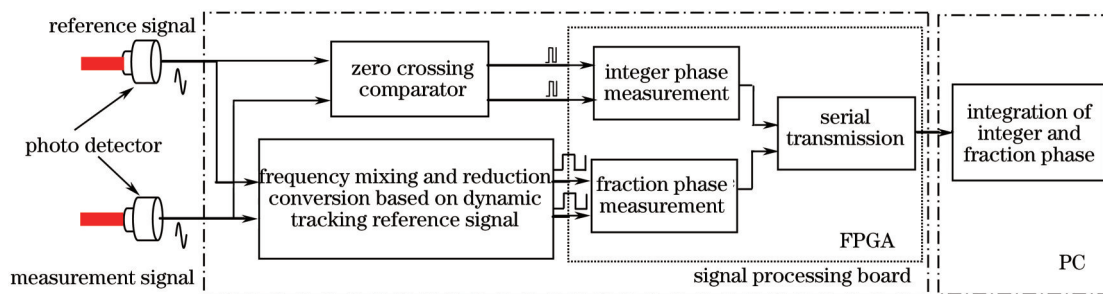 reference signal
photo detector
measurement signal
zero crossing
comparator
frequency mixing and reduction
conversion based on dynamic
tracking reference signal
integer phase
measurement
fraction phase
measurement
serial
transmission
FPGA
signal processing board
integration of
integer and
fraction phase
PC